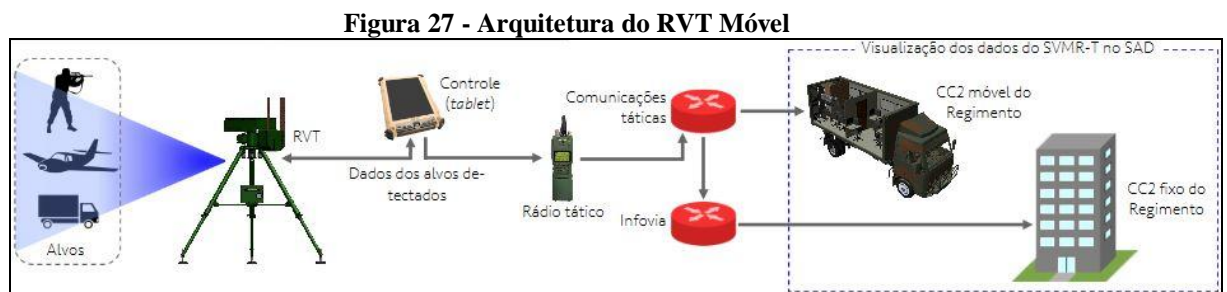 Figura 27 - Arquitetura do RVT Móvel
Visualização dos dados do SVMR-T no SAD
Controle
(tablet)
Comunicações
táticas
CC2 móvel do
Regimento
RVT
Dados dos alvos de-
tectados
Rádio tático
Infovia
CC2 fixo do
Regimento
Alvos